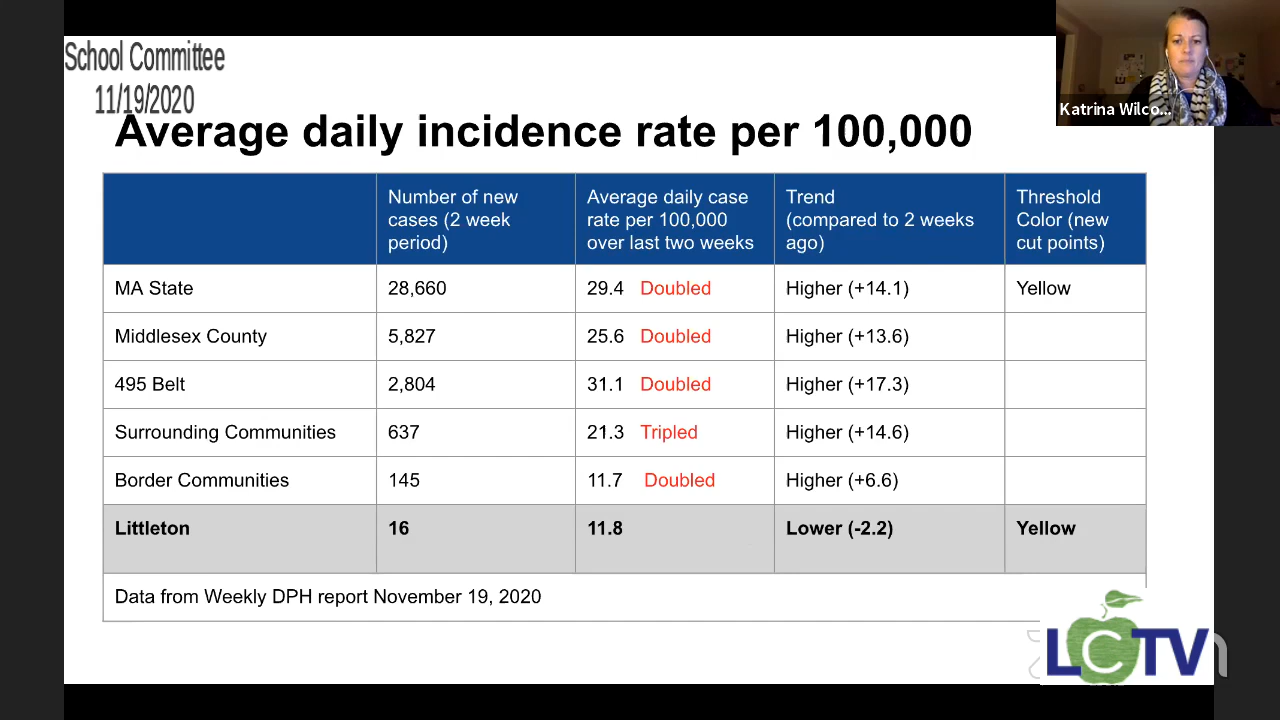 School Committee
11/19/2020
Katrina Wilco...
Average daily incidence rate per 100,000
Number of new
cases (2 week
period)
Average daily case
rate per 100,000
over last two weeks
Trend
(compared to 2 weeks
ago)
Threshold
Color (new
cut points)
MA State 28,660 29.4 Doubled Higher (+14.1) Yellow
Middlesex County 5,827 25.6 Doubled Higher (+13.6)
495 Belt 2,804 31.1 Doubled Higher (+17.3)
Surrounding Communities 637 21.3 Tripled Higher (+14.6)
Border Communities 145 11.7 Doubled Higher (+6.6)
Littleton 16 11.8 Lower (-2.2) Yellow
Data from Weekly DPH report November 19, 2020
LCTV